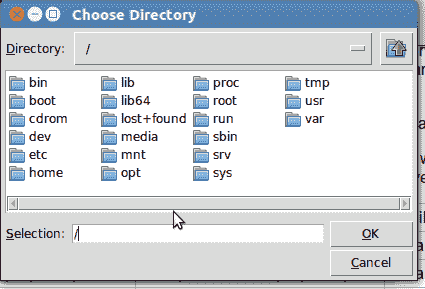 Choose Directory
Directory: /
bin lib proc tmp
boot lib64 root usr
cdrom lost+found run var
dev media sbin
etc mnt srv
home opt sys
Selection: / OK
Cancel